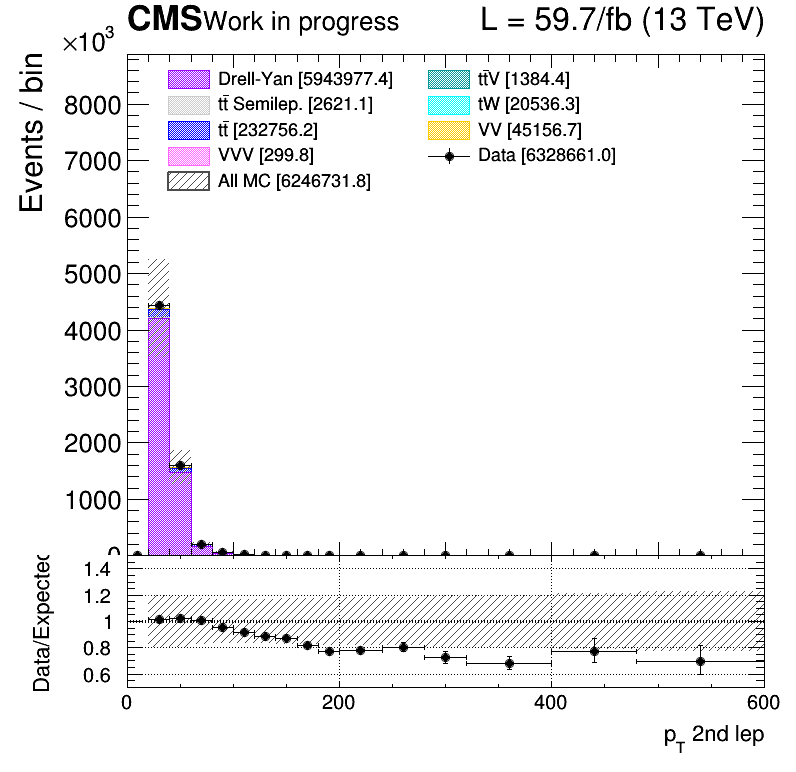 CMS Work in progress L = 59.7/fb (13 TeV)
×10³
Events / bin
Drell-Yan [5943977.4]
tt̄V [1384.4]
tt̄ Semilep. [2621.1]
tW [20536.3]
tt̄ [232756.2]
VV [45156.7]
VVV [299.8]
Data [6328661.0]
All MC [6246731.8]
8000
7000
6000
5000
4000
3000
2000
1000
0
Data/Expected
1.4
1.2
1
0.8
0.6
0 200 400 600
p_T 2nd lep